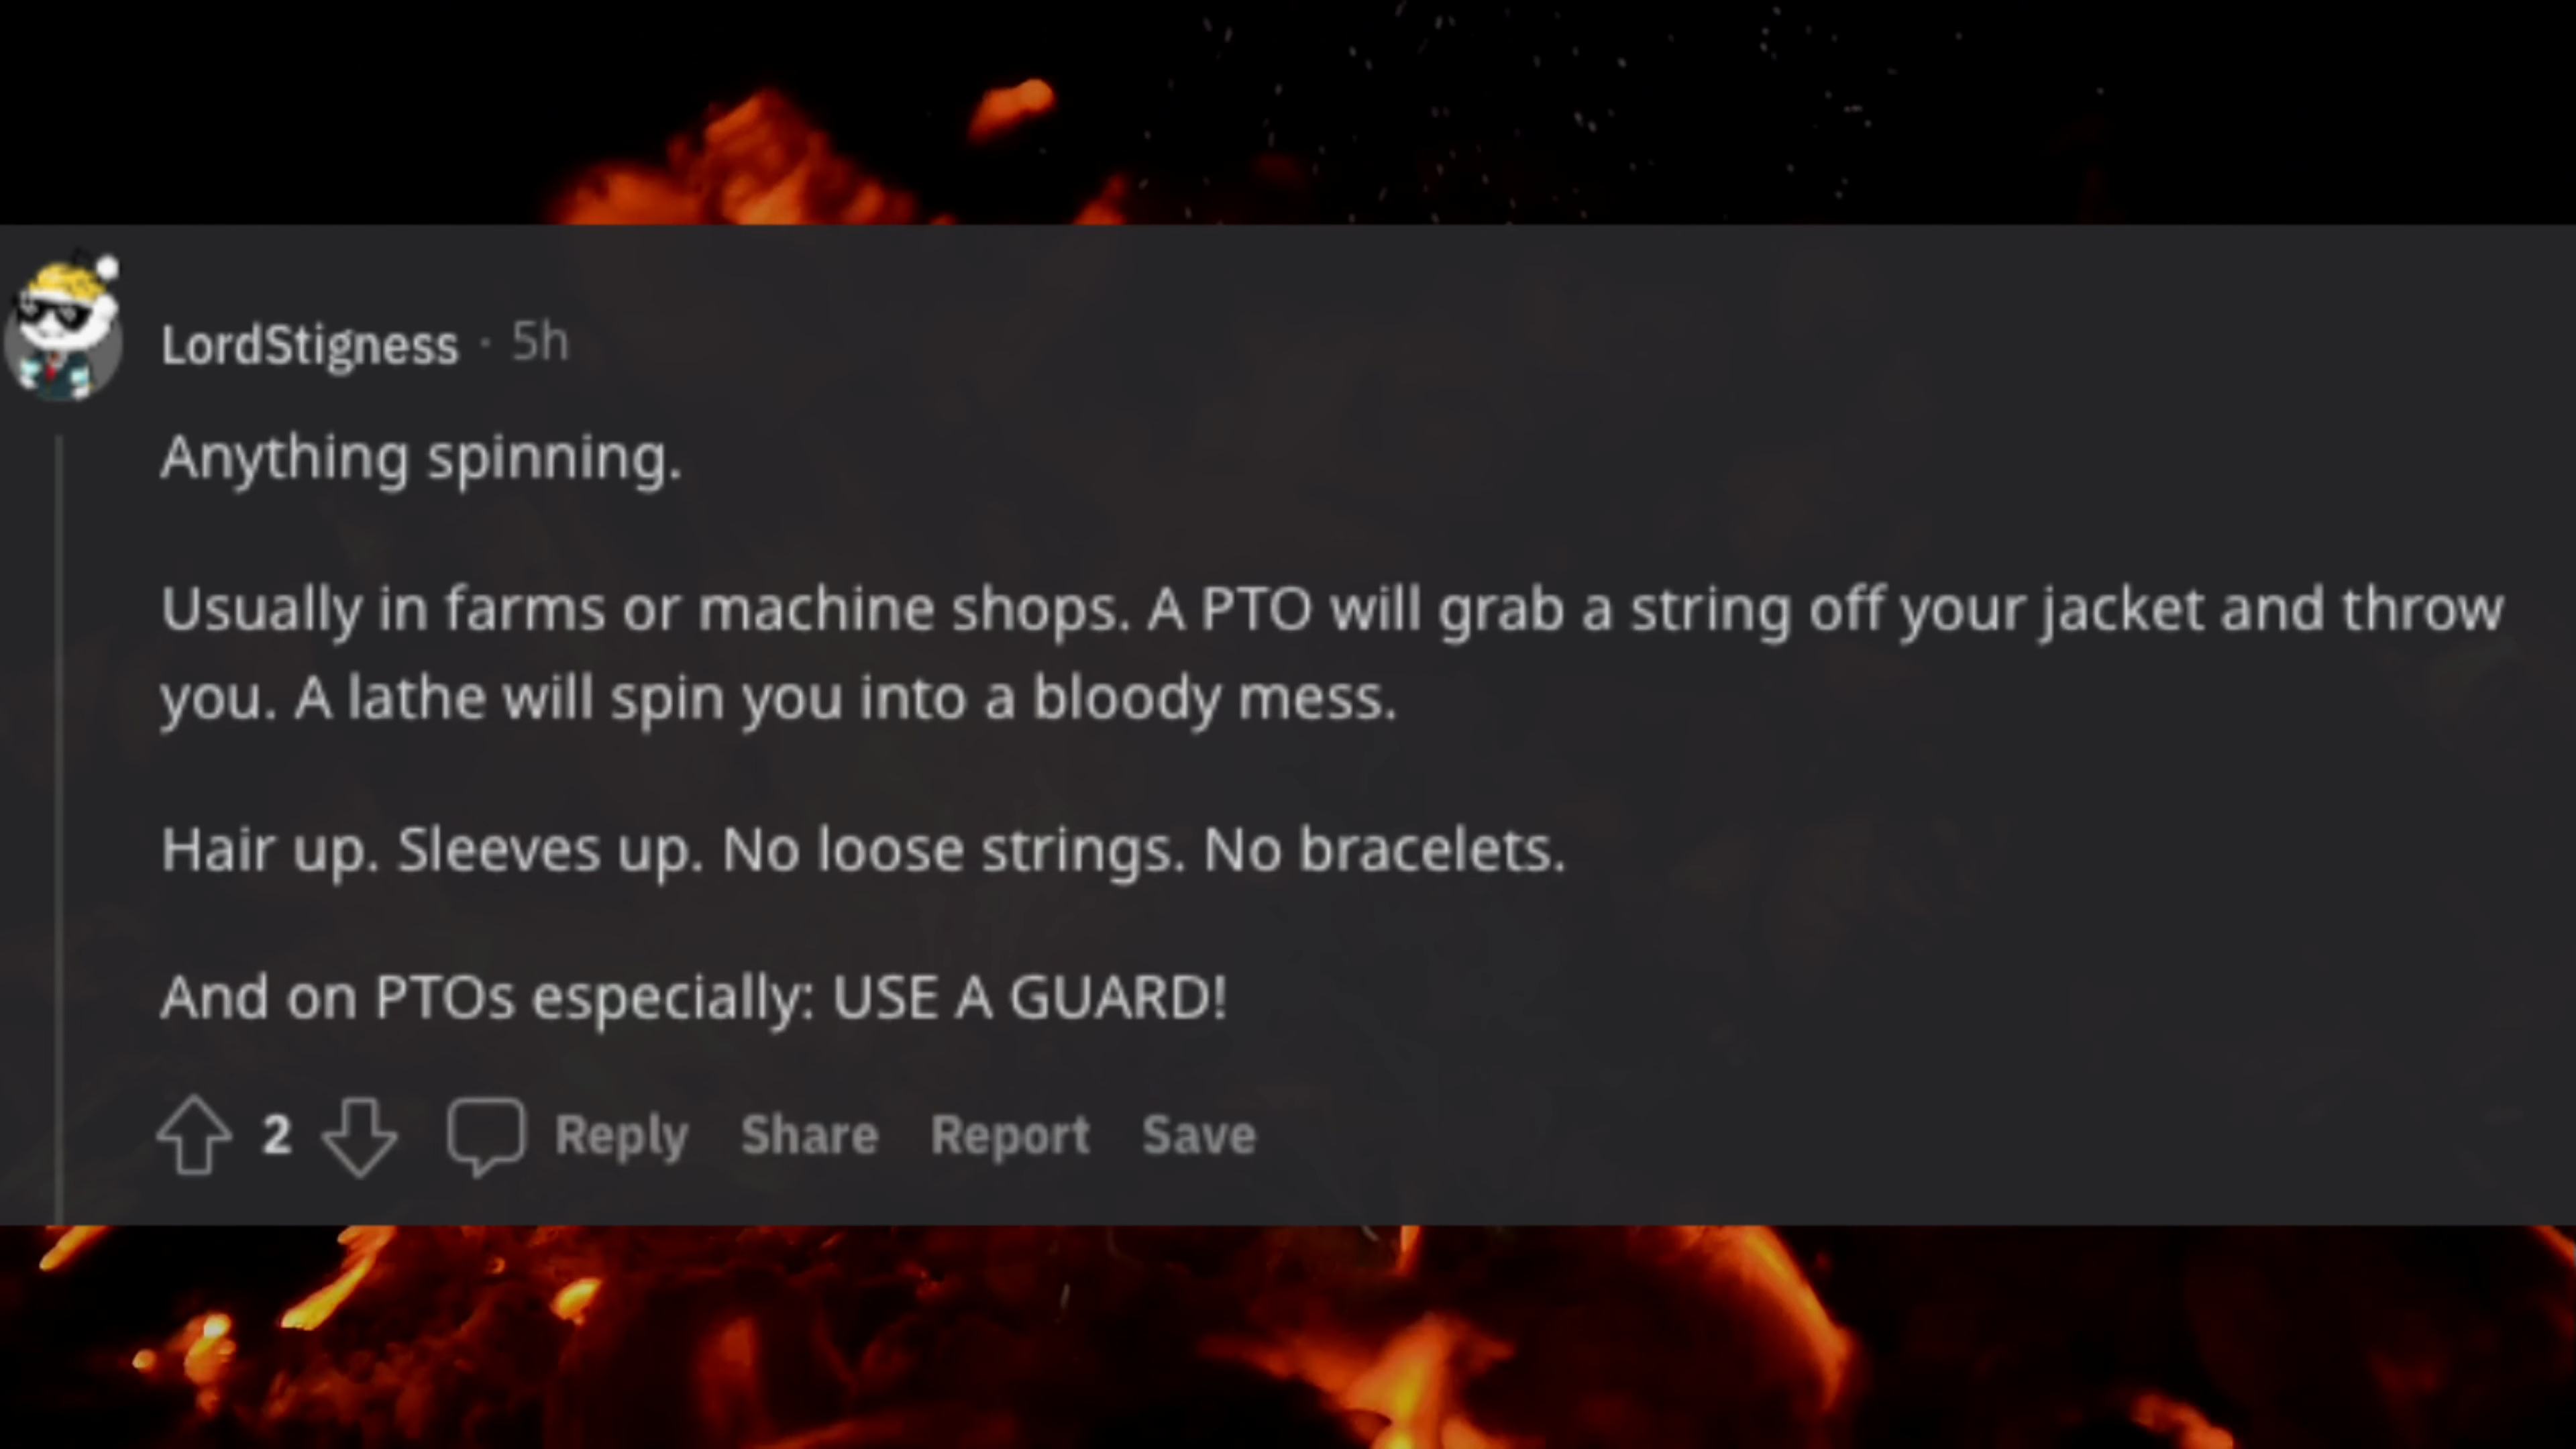 LordStigness · 5h
Anything spinning.
Usually in farms or machine shops. A PTO will grab a string off your jacket and throw
you. A lathe will spin you into a bloody mess.
Hair up. Sleeves up. No loose strings. No bracelets.
And on PTOs especially: USE A GUARD!
2 Reply Share Report Save